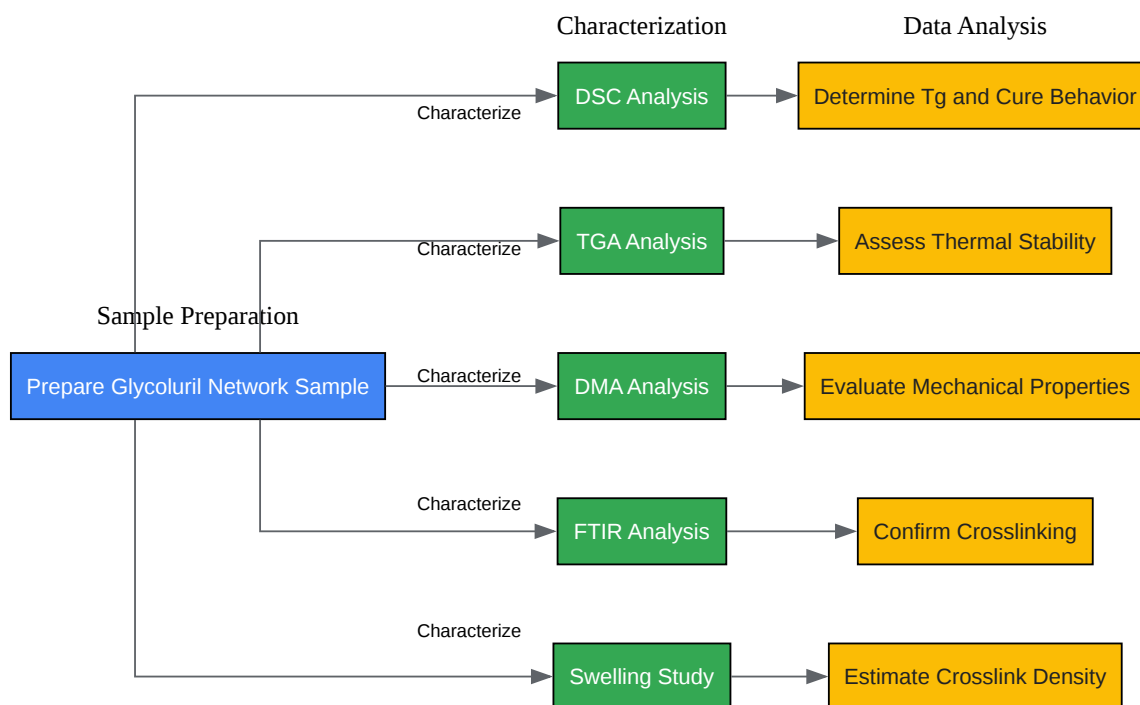 Characterization
Data Analysis
DSC Analysis
Determine Tg and Cure Behavior
Characterize
TGA Analysis
Assess Thermal Stability
Characterize
Sample Preparation
Prepare Glycoluril Network Sample
Characterize
DMA Analysis
Evaluate Mechanical Properties
Characterize
FTIR Analysis
Confirm Crosslinking
Characterize
Swelling Study
Estimate Crosslink Density